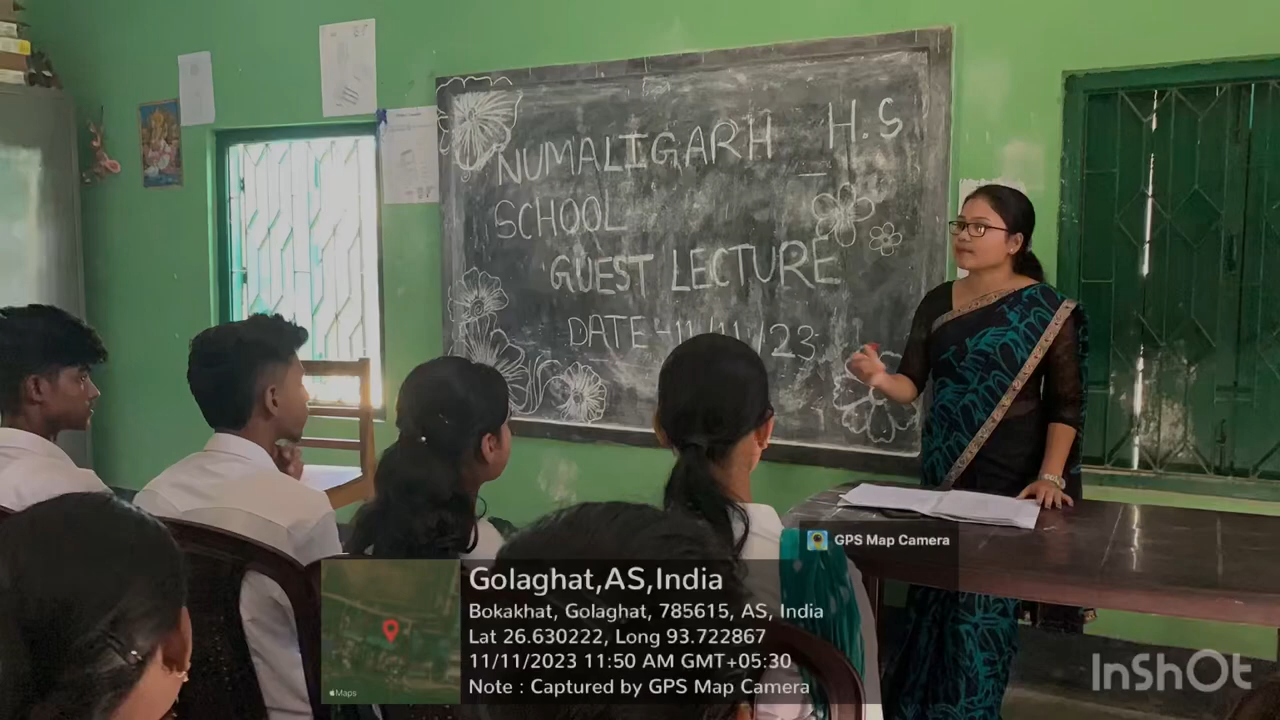 NUMALIGARH H.S
SCHOOL
GUEST LECTURE
DATE-11/11/23
GPS Map Camera
Golaghat,AS,India
Bokakhat, Golaghat, 785615, AS, India
Lat 26.630222, Long 93.722867
11/11/2023 11:50 AM GMT+05:30
Note : Captured by GPS Map Camera
Maps
InShOt